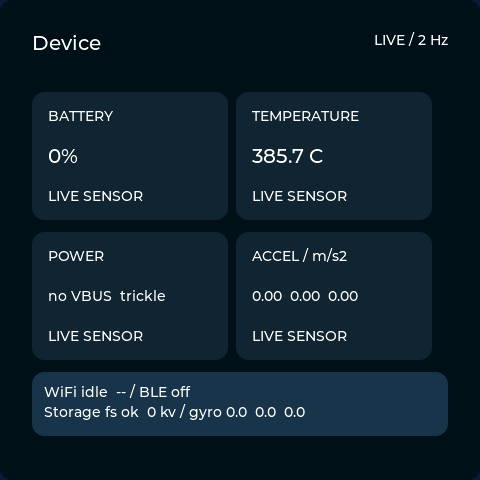 Device
LIVE / 2 Hz
BATTERY
0%
LIVE SENSOR
TEMPERATURE
385.7 C
LIVE SENSOR
POWER
no VBUS  trickle
LIVE SENSOR
ACCEL / m/s2
0.00  0.00  0.00
LIVE SENSOR
WiFi idle  -- / BLE off
Storage fs ok  0 kv / gyro 0.0  0.0  0.0